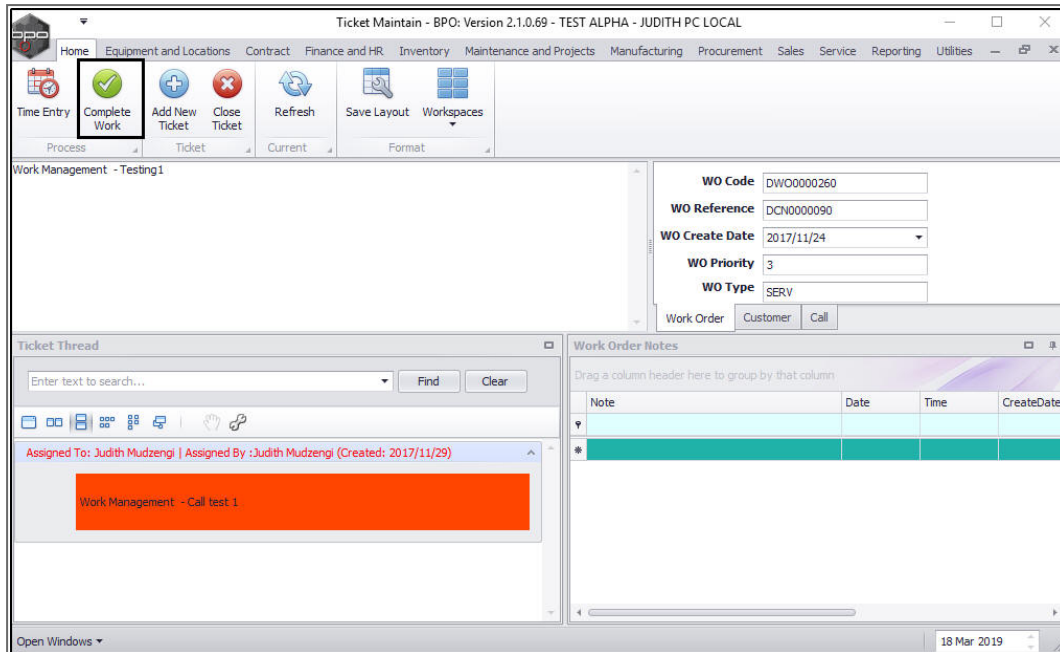 Ticket Maintain - BPO: Version 2.1.0.69 - TEST ALPHA - JUDITH PC LOCAL
bpo
Home Equipment and Locations Contract Finance and HR Inventory Maintenance and Projects Manufacturing Procurement Sales Service Reporting Utilities
Time Entry Complete Work Add New Ticket Close Ticket Refresh Save Layout Workspaces
Process Ticket Current Format
Work Management - Testing1
WO Code DWO0000260
WO Reference DCN0000090
WO Create Date 2017/11/24
WO Priority 3
WO Type SERV
Work Order Customer Call
Ticket Thread
Enter text to search... Find Clear
Assigned To: Judith Mudzengi | Assigned By :Judith Mudzengi (Created: 2017/11/29)
Work Management - Call test 1
Work Order Notes
Drag a column header here to group by that column
Note Date Time CreateDate
Open Windows 18 Mar 2019